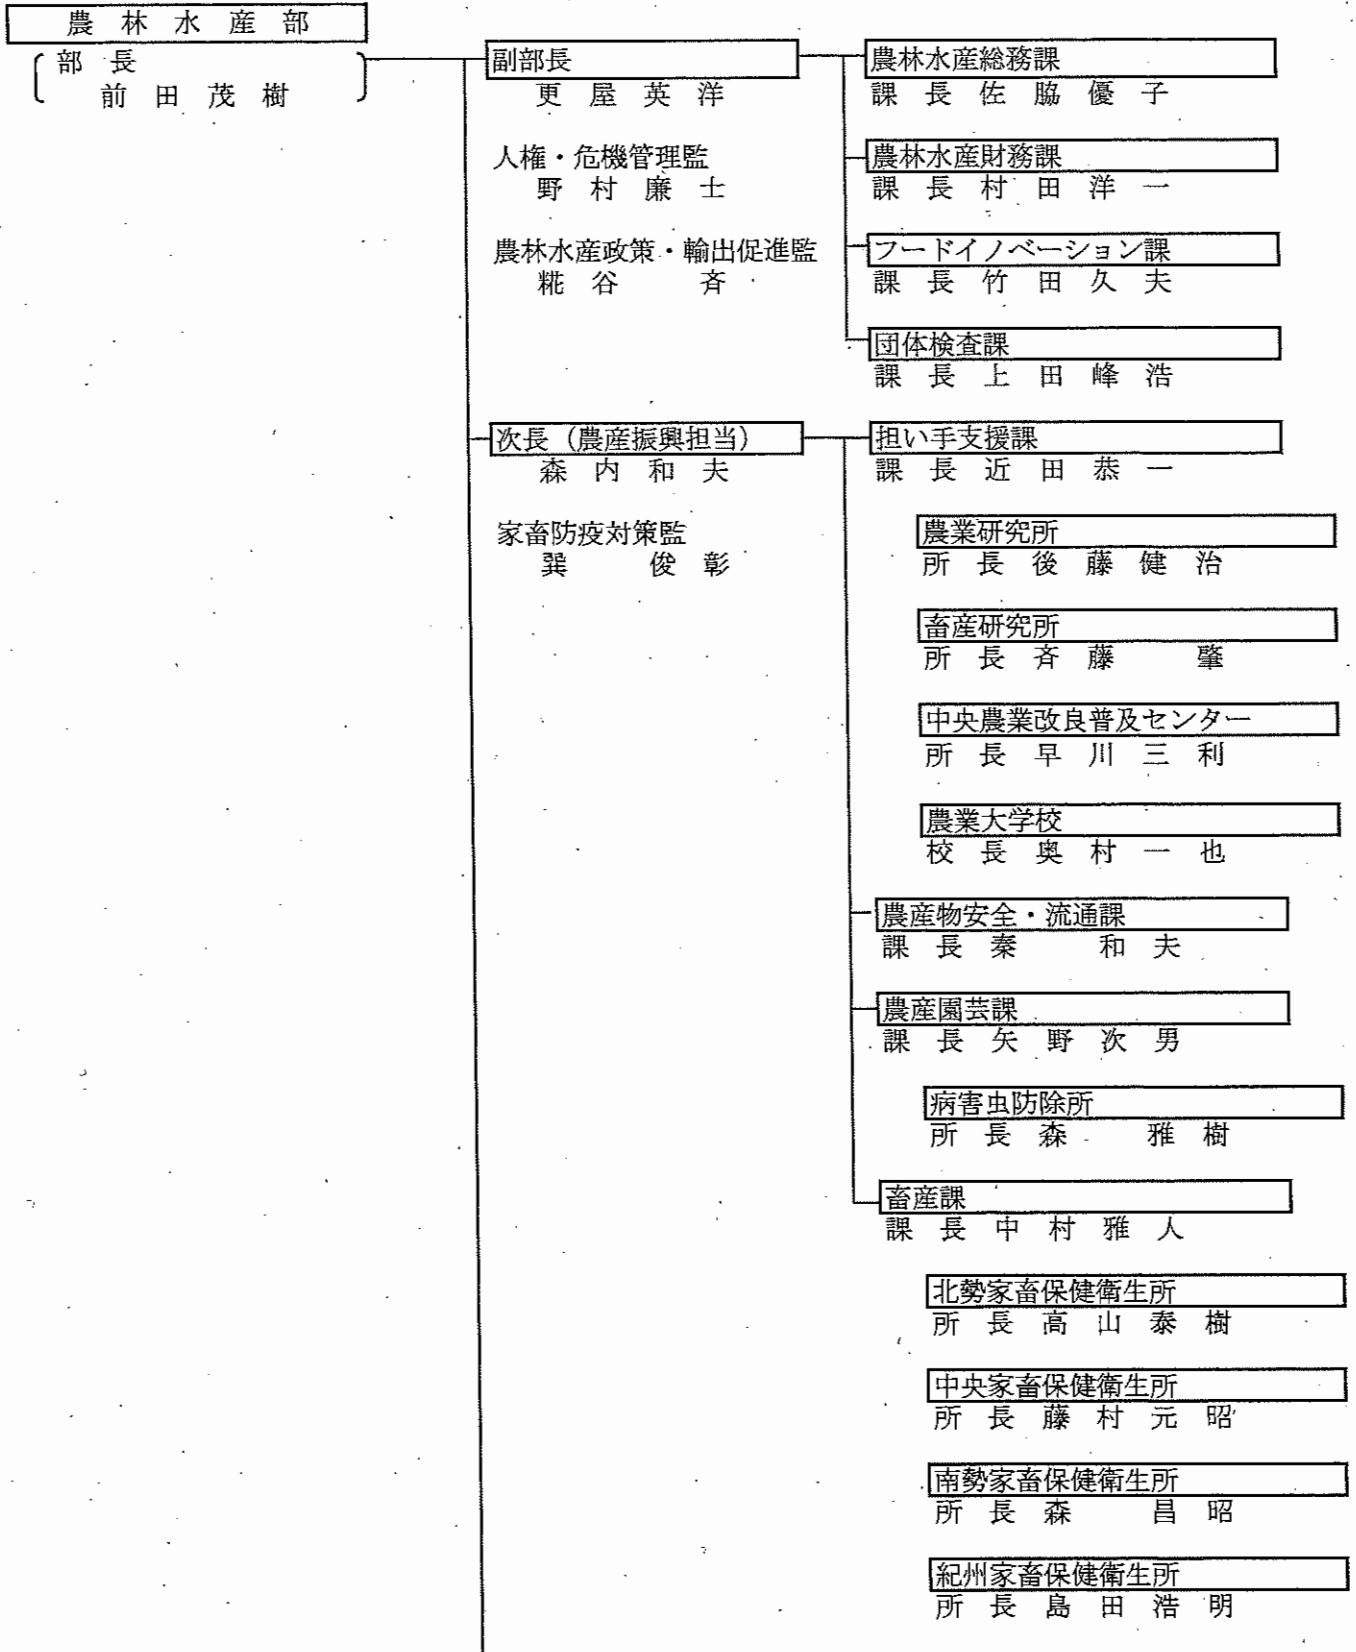 農林水産部
部長
前田茂樹
副部長
更屋英洋
人権・危機管理監
野村廉士
農林水産政策・輸出促進監
糀谷 斉
農林水産総務課
課長佐脇優子
農林水産財務課
課長村田洋一
フードイノベーション課
課長竹田久夫
団体検査課
課長上田峰浩
次長（農産振興担当）
森内和夫
家畜防疫対策監
巽 俊彰
担い手支援課
課長近田恭一
農業研究所
所長後藤健治
畜産研究所
所長斉藤 肇
中央農業改良普及センター
所長早川三利
農業大学校
校長奥村一也
農産物安全・流通課
課長秦 和夫
農産園芸課
課長矢野次男
病害虫防除所
所長森 雅樹
畜産課
課長中村雅人
北勢家畜保健衛生所
所長高山泰樹
中央家畜保健衛生所
所長藤村元昭
南勢家畜保健衛生所
所長森 昌昭
紀州家畜保健衛生所
所長島田浩明